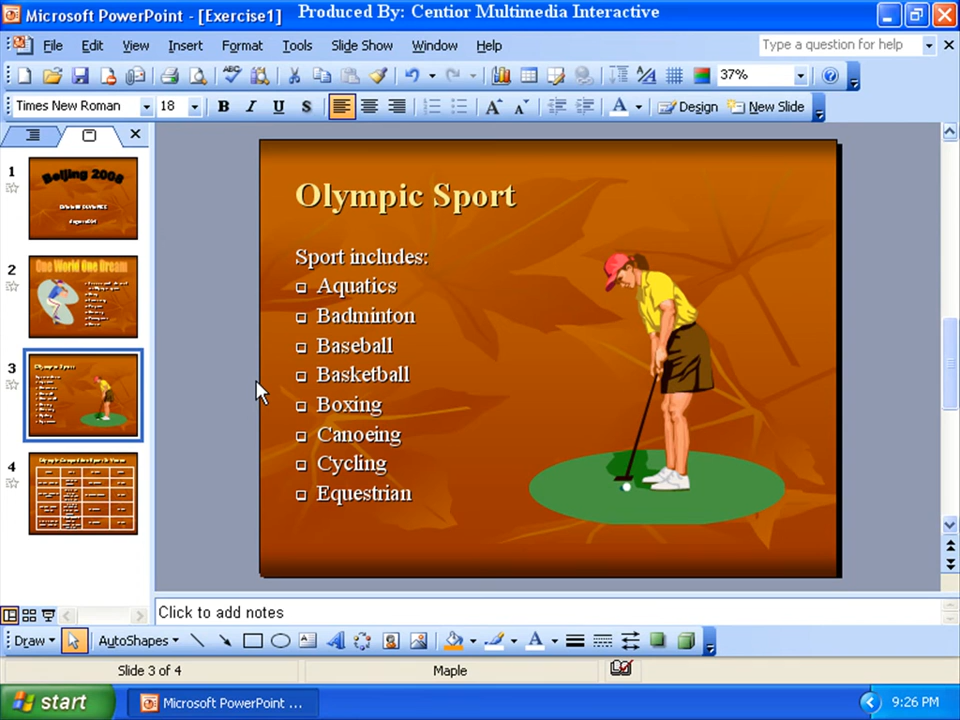 Microsoft PowerPoint - [Exercise1]
Produced By: Centior Multimedia Interactive
File Edit View Insert Format Tools Slide Show Window Help
Type a question for help
37%
Times New Roman 18 B I U S A A A Design New Slide
1
Beijing 2008
2
One World One Dream
3
Olympic Sport
4
Olympic Sport
Sport includes:
Aquatics
Badminton
Baseball
Basketball
Boxing
Canoeing
Cycling
Equestrian
Click to add notes
Draw AutoShapes
Slide 3 of 4 Maple
start Microsoft PowerPoint ... 9:26 PM